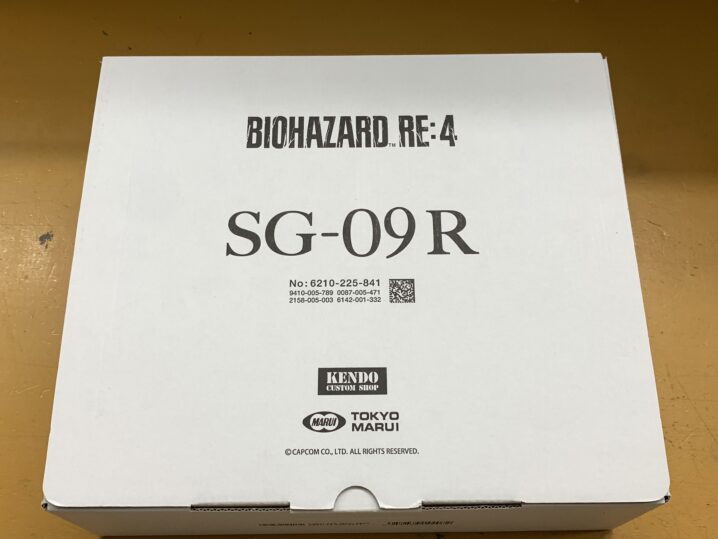 BIOHAZARD RE:4
TM
SG-09 R
No: 6210-225-841
9410-005-789 0087-005-471
2158-005-003 6142-001-332
KENDO
CUSTOM SHOP
MARUI
TOKYO
MARUI
©CAPCOM CO., LTD. ALL RIGHTS RESERVED.